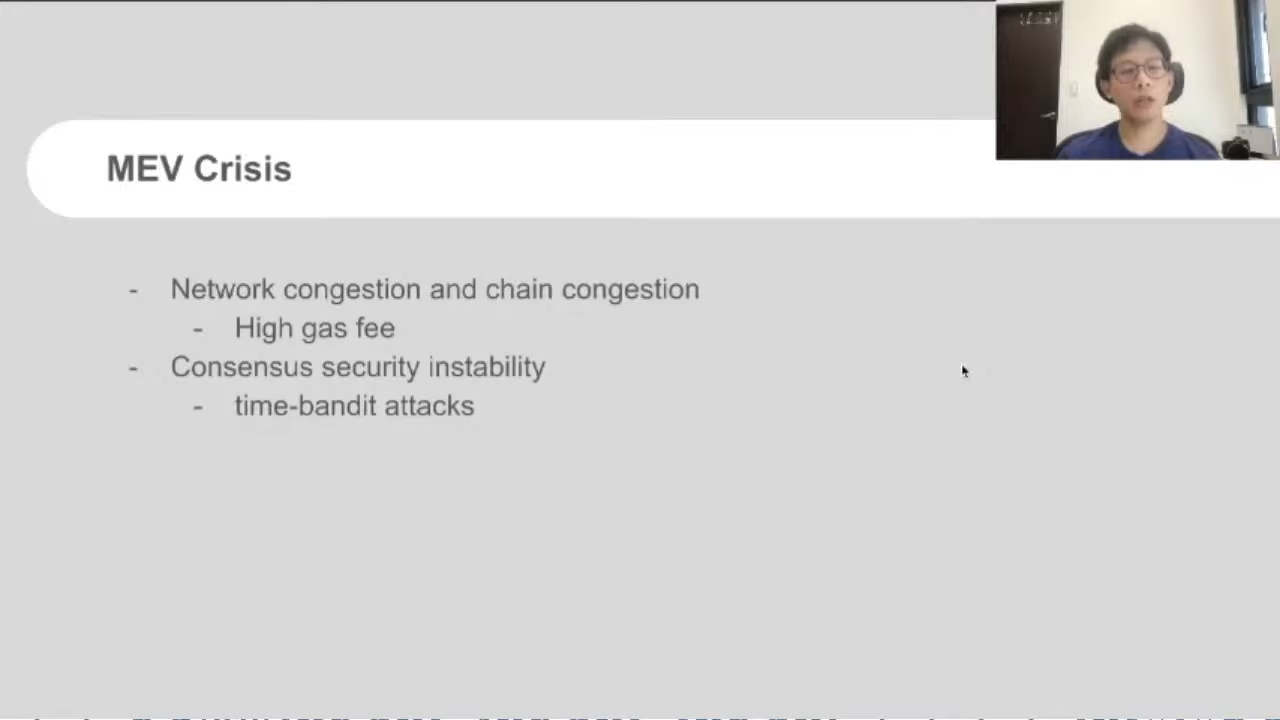 MEV Crisis
- Network congestion and chain congestion
- High gas fee
- Consensus security instability
- time-bandit attacks